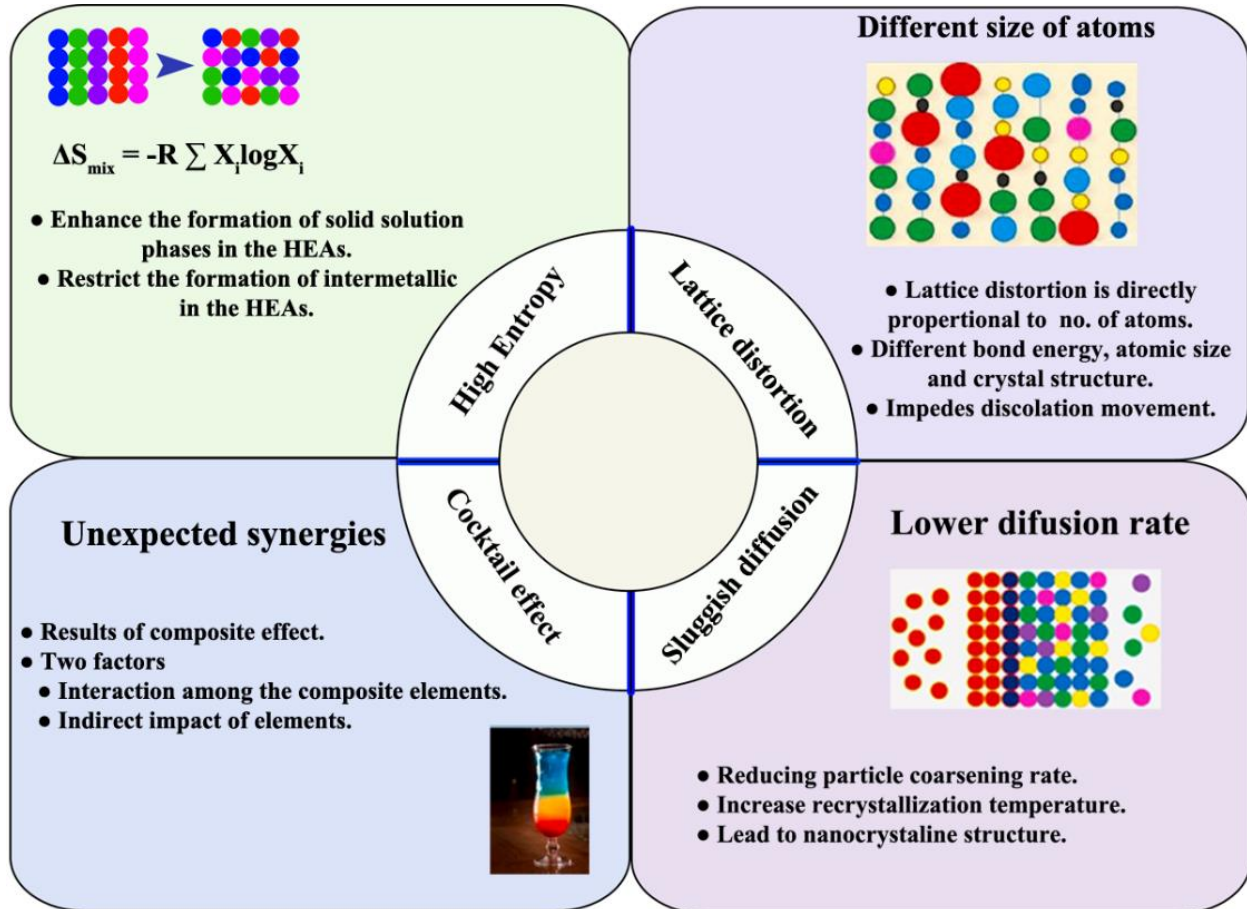 ΔSmix = -R ∑ XilogXi
● Enhance the formation of solid solution
phases in the HEAs.
● Restrict the formation of intermetallic
in the HEAs.
Different size of atoms
● Lattice distortion is directly
propertional to no. of atoms.
● Different bond energy, atomic size
and crystal structure.
● Impedes discolation movement.
High Entropy
Lattice distortion
Cocktail effect
Sluggish diffusion
Unexpected synergies
● Results of composite effect.
● Two factors
● Interaction among the composite elements.
● Indirect impact of elements.
Lower difusion rate
● Reducing particle coarsening rate.
● Increase recrystallization temperature.
● Lead to nanocrystaline structure.